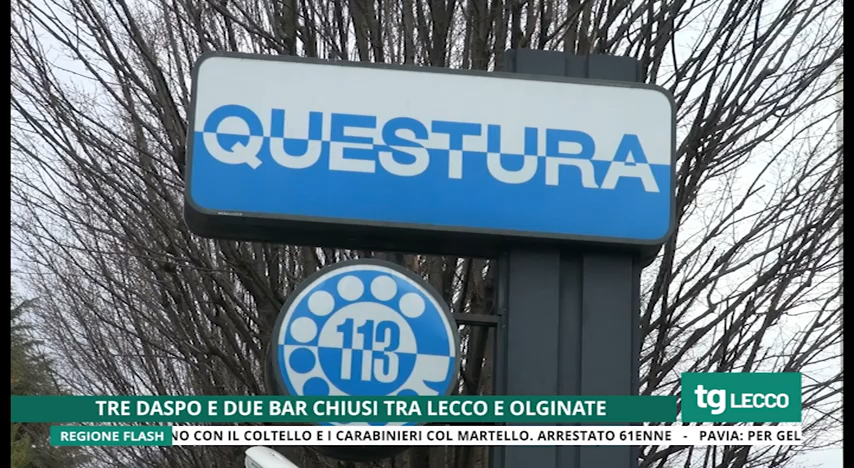 QUESTURA
113
TRE DASPO E DUE BAR CHIUSI TRA LECCO E OLGINATE
tg LECCO
REGIONE FLASH
NO CON IL COLTELLO E I CARABINIERI COL MARTELLO. ARRESTATO 61ENNE - PAVIA: PER GEL